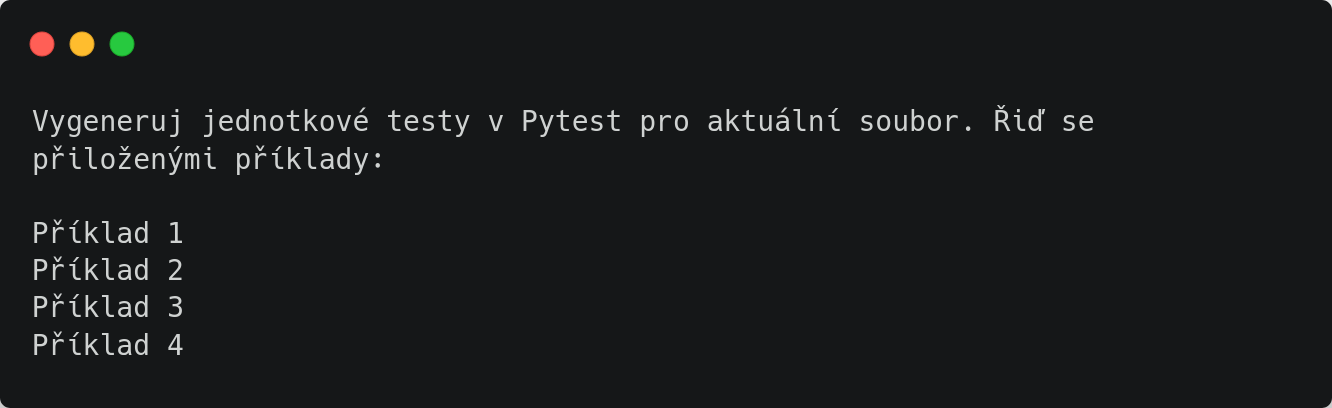 Vygeneruj jednotkové testy v Pytest pro aktuální soubor. Řiď se
přiloženými příklady:
Příklad 1
Příklad 2
Příklad 3
Příklad 4